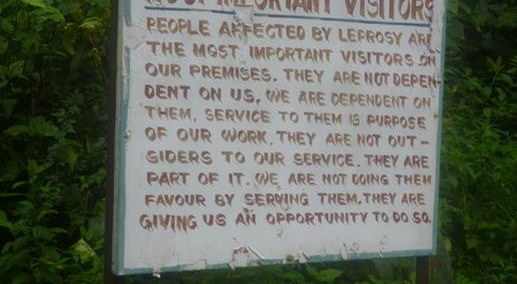 MOST IMPORTANT VISITORS
PEOPLE AFFECTED BY LEPROSY ARE
THE MOST IMPORTANT VISITORS ON
OUR PREMISES. THEY ARE NOT DEPEN-
DENT ON US, WE ARE DEPENDENT ON
THEM. SERVICE TO THEM IS PURPOSE
OF OUR WORK. THEY ARE NOT OUT-
SIDERS TO OUR SERVICE. THEY ARE
PART OF IT. WE ARE NOT DOING THEM
FAVOUR BY SERVING THEM. THEY ARE
GIVING US AN OPPORTUNITY TO DO SO.